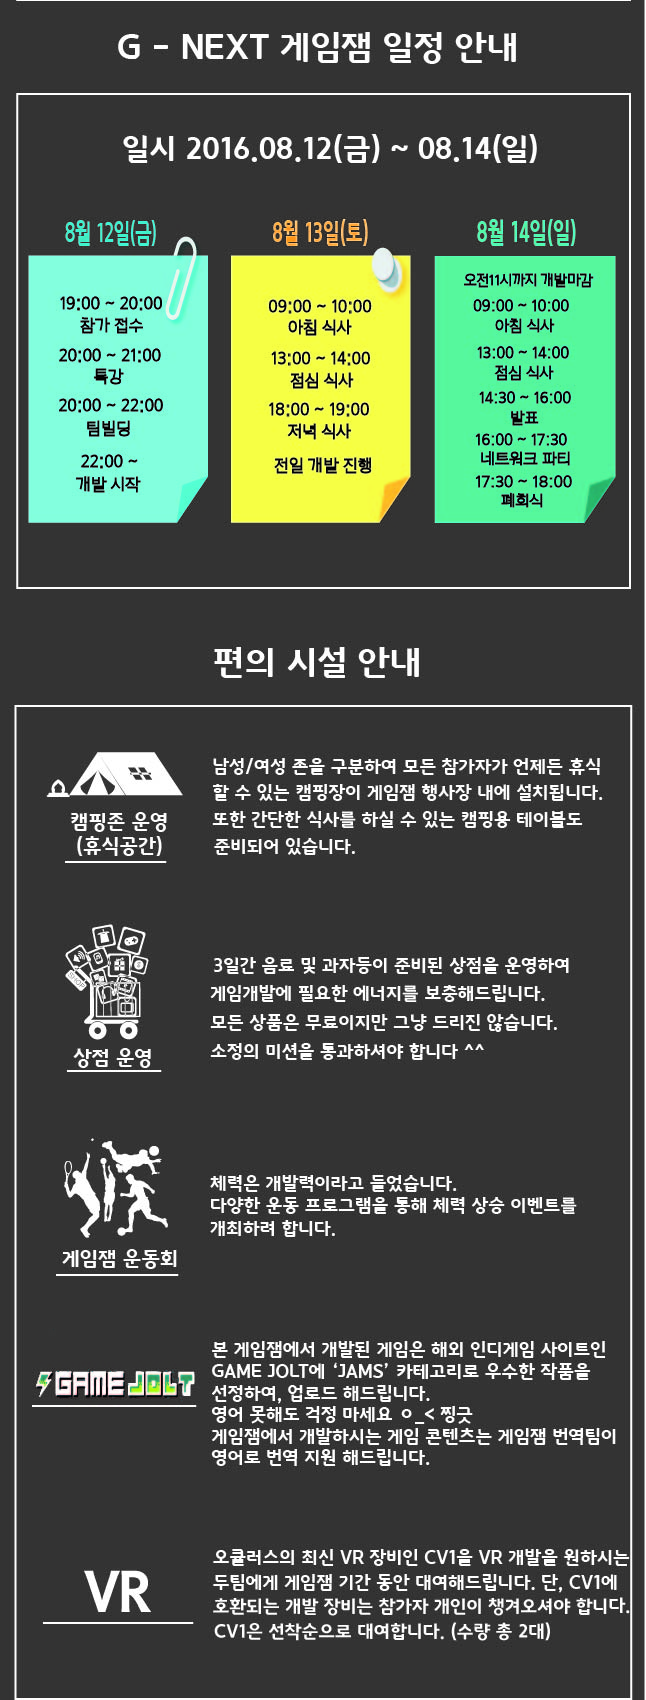 G - NEXT 게임잼 일정 안내
일시 2016.08.12(금) ~ 08.14(일)
8월 12일(금)
19:00 ~ 20:00
참가 접수
20:00 ~ 21:00
특강
20:00 ~ 22:00
팀빌딩
22:00 ~
개발 시작
8월 13일(토)
09:00 ~ 10:00
아침 식사
13:00 ~ 14:00
점심 식사
18:00 ~ 19:00
저녁 식사
전일 개발 진행
8월 14일(일)
오전11시까지 개발마감
09:00 ~ 10:00
아침 식사
13:00 ~ 14:00
점심 식사
14:30 ~ 16:00
발표
16:00 ~ 17:30
네트워크 파티
17:30 ~ 18:00
폐회식
편의 시설 안내
캠핑존 운영
(휴식공간)
남성/여성 존을 구분하여 모든 참가자가 언제든 휴식
할 수 있는 캠핑장이 게임잼 행사장 내에 설치됩니다.
또한 간단한 식사를 하실 수 있는 캠핑용 테이블도
준비되어 있습니다.
상점 운영
3일간 음료 및 과자등이 준비된 상점을 운영하여
게임개발에 필요한 에너지를 보충해드립니다.
모든 상품은 무료이지만 그냥 드리진 않습니다.
소정의 미션을 통과하셔야 합니다 ^^
게임잼 운동회
체력은 개발력이라고 들었습니다.
다양한 운동 프로그램을 통해 체력 상승 이벤트를
개최하려 합니다.
GAME JOLT
본 게임잼에서 개발된 게임은 해외 인디게임 사이트인
GAME JOLT에 ‘JAMS’ 카테고리로 우수한 작품을
선정하여, 업로드 해드립니다.
영어 못해도 걱정 마세요 ㅇ_< 찡긋
게임잼에서 개발하시는 게임 콘텐츠는 게임잼 번역팀이
영어로 번역 지원 해드립니다.
VR
오큘러스의 최신 VR 장비인 CV1을 VR 개발을 원하시는
두팀에게 게임잼 기간 동안 대여해드립니다. 단, CV1에
호환되는 개발 장비는 참가자 개인이 챙겨오셔야 합니다.
CV1은 선착순으로 대여합니다. (수량 총 2대)